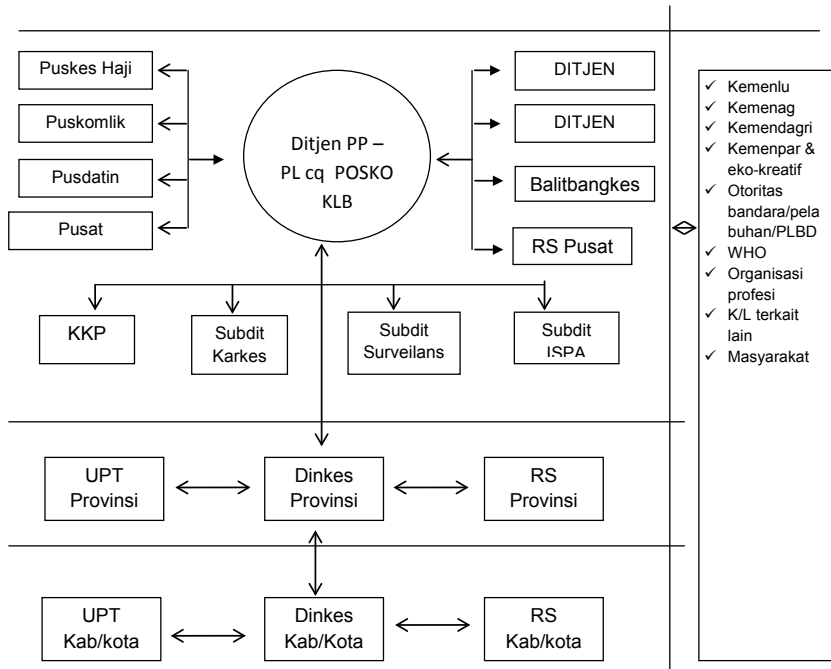 Puskes Haji
Puskomlik
Pusdatin
Pusat
Ditjen PP –
PL cq POSKO
KLB
DITJEN
DITJEN
Balitbangkes
RS Pusat
KKP
Subdit
Karkes
Subdit
Surveilans
Subdit
ISPA
UPT
Provinsi
Dinkes
Provinsi
RS
Provinsi
UPT
Kab/kota
Dinkes
Kab/Kota
RS
Kab/kota
✓ Kemenlu
✓ Kemenag
✓ Kemendagri
✓ Kemenpar &
eko-kreatif
✓ Otoritas
bandara/pela
buhan/PLBD
✓ WHO
✓ Organisasi
profesi
✓ K/L terkait
lain
✓ Masyarakat